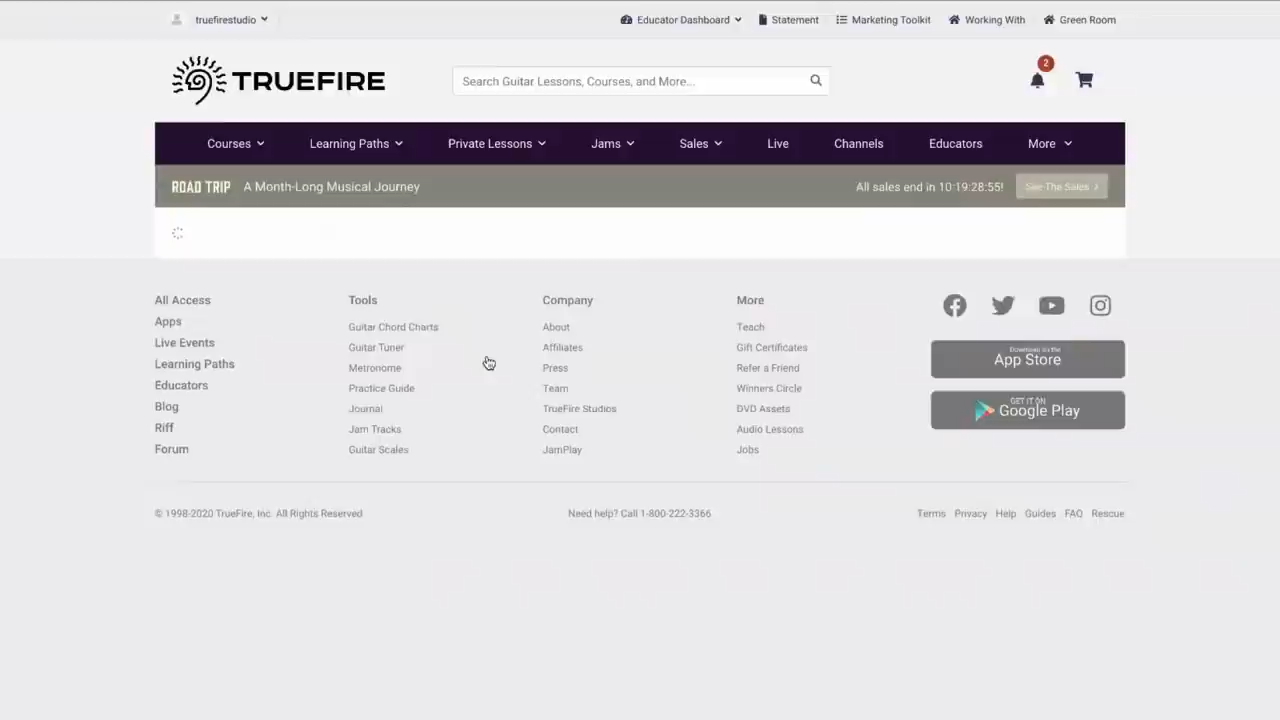 truefirestudio
Educator Dashboard
Statement
Marketing Toolkit
Working With
Green Room
TRUEFIRE
Search Guitar Lessons, Courses, and More...
2
Courses
Learning Paths
Private Lessons
Jams
Sales
Live
Channels
Educators
More
ROAD TRIP A Month-Long Musical Journey
All sales end in 10:19:28:55!
See The Sales
All Access
Apps
Live Events
Learning Paths
Educators
Blog
Riff
Forum
Tools
Guitar Chord Charts
Guitar Tuner
Metronome
Practice Guide
Journal
Jam Tracks
Guitar Scales
Company
About
Affiliates
Press
Team
TrueFire Studios
Contact
JamPlay
More
Teach
Gift Certificates
Refer a Friend
Winners Circle
DVD Assets
Audio Lessons
Jobs
Download on the
App Store
GET IT ON
Google Play
© 1998-2020 TrueFire, Inc. All Rights Reserved
Need help? Call 1-800-222-3366
Terms Privacy Help Guides FAQ Rescue